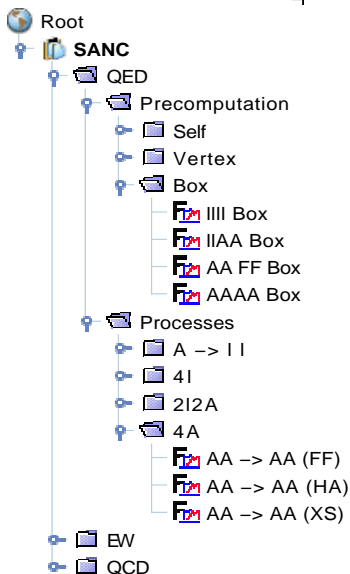 Root
SANC
QED
Precomputation
Self
Vertex
Box
llll Box
llAA Box
AA FF Box
AAAA Box
Processes
A –> l l
4l
2l2A
4A
AA –> AA (FF)
AA –> AA (HA)
AA –> AA (XS)
EW
QCD